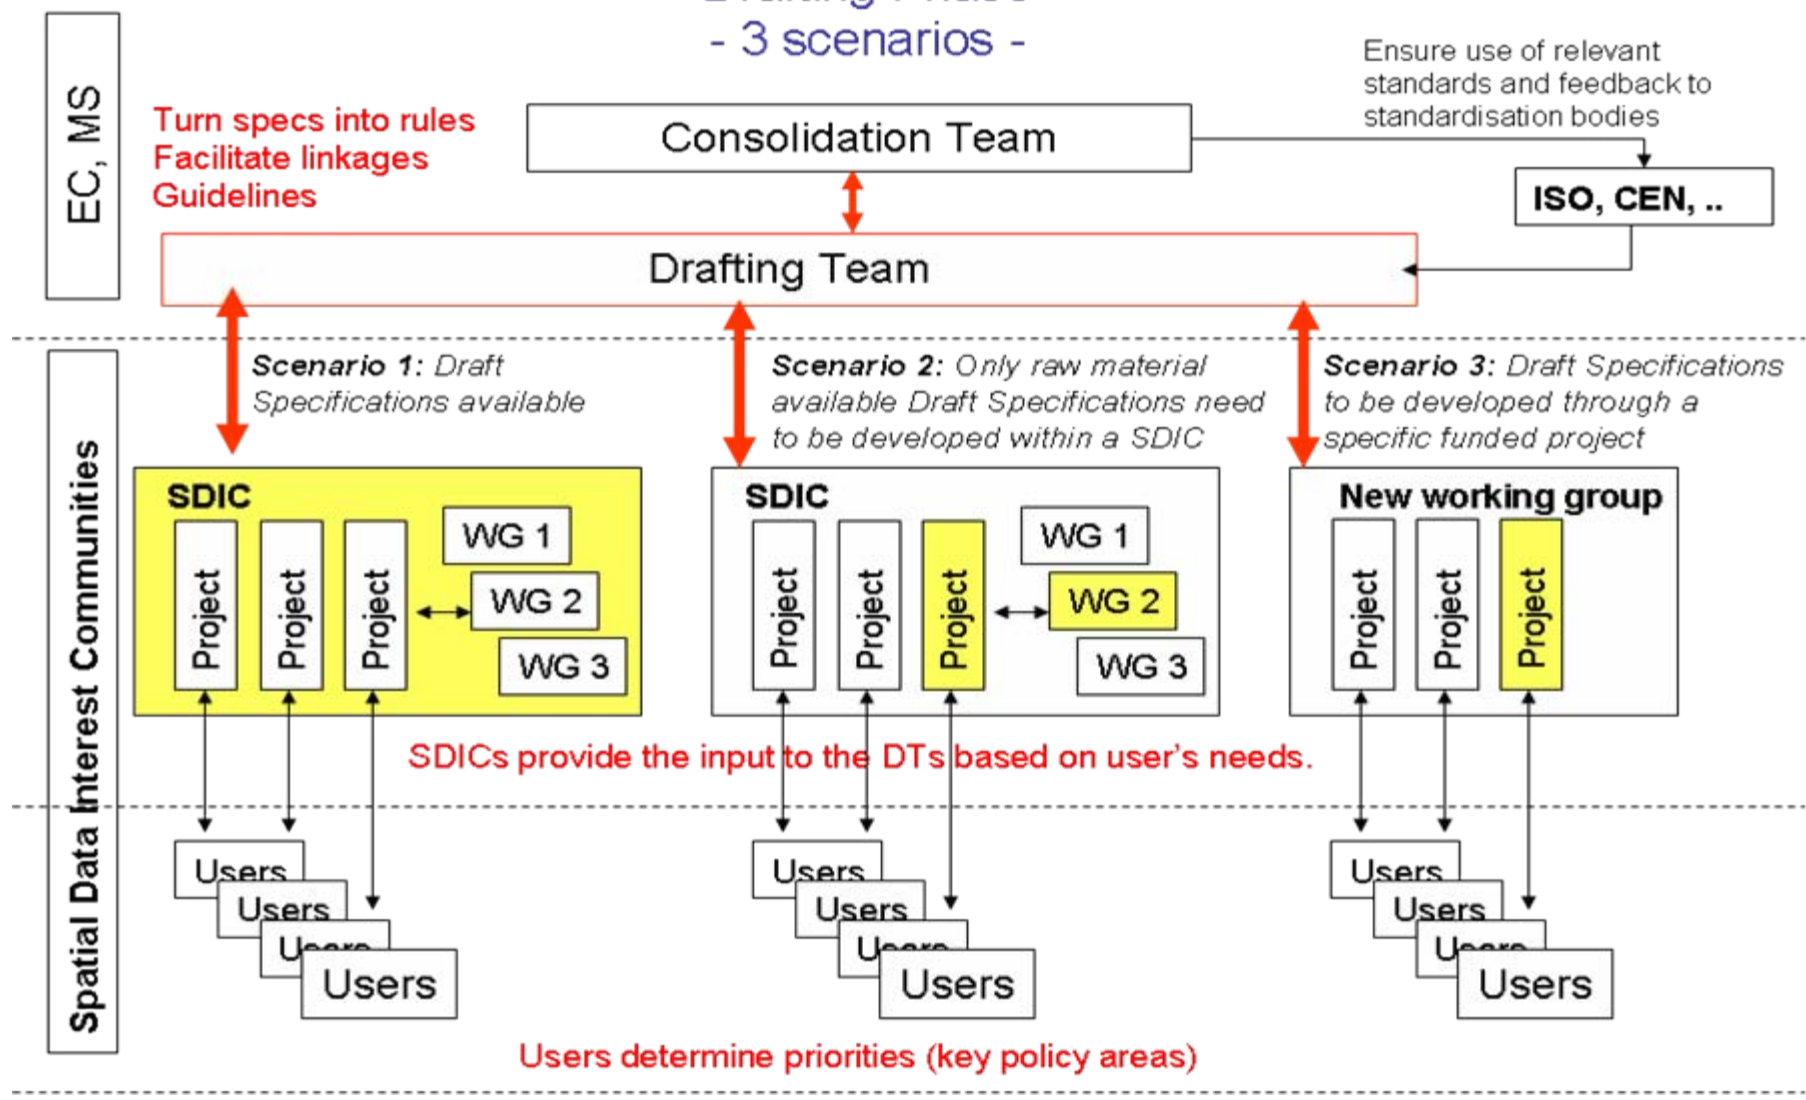 - 3 scenarios -
EC, MS
Turn specs into rules
Facilitate linkages
Guidelines
Consolidation Team
Ensure use of relevant
standards and feedback to
standardisation bodies
ISO, CEN, ..
Drafting Team
Spatial Data Interest Communities
Scenario 1: Draft
Specifications available
Scenario 2: Only raw material
available Draft Specifications need
to be developed within a SDIC
Scenario 3: Draft Specifications
to be developed through a
specific funded project
SDIC
Project
Project
Project
WG 1
WG 2
WG 3
SDIC
Project
Project
Project
WG 1
WG 2
WG 3
New working group
Project
Project
Project
SDICs provide the input to the DTs based on user's needs.
Users
Users
Users
Users
Users
Users
Users
Users
Users
Users
Users
Users
Users determine priorities (key policy areas)